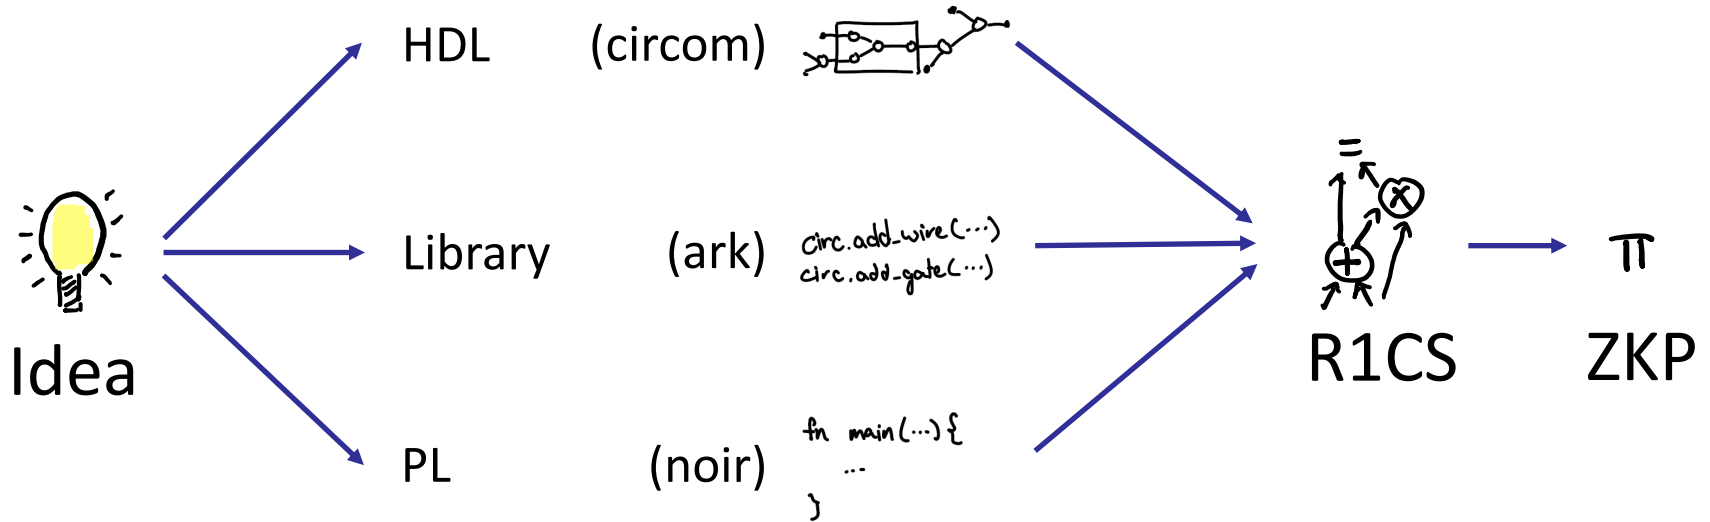 HDL (circom)
Idea
Library (ark) circ.add_wire(...)
circ.add_gate(...)
PL (noir) fn main(...) {
...
}
=
×
+
R1CS
π
ZKP